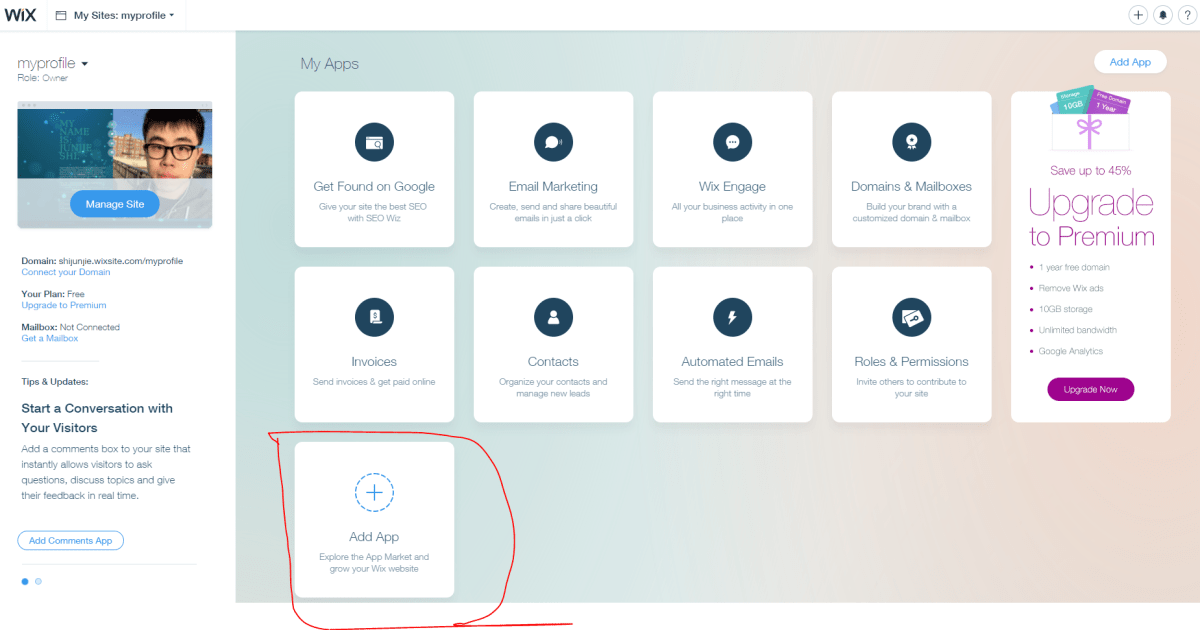 WiX
My Sites: myprofile
?
myprofile
Role: Owner
MY
NAME
IS
JUNJIE
SHI.
Manage Site
Domain: shijunjie.wixsite.com/myprofile
Connect your Domain
Your Plan: Free
Upgrade to Premium
Mailbox: Not Connected
Get a Mailbox
Tips & Updates:
Start a Conversation with
Your Visitors
Add a comments box to your site that
instantly allows visitors to ask
questions, discuss topics and give
their feedback in real time.
Add Comments App
My Apps
Add App
Get Found on Google
Give your site the best SEO
with SEO Wiz
Email Marketing
Create, send and share beautiful
emails in just a click
Wix Engage
All your business activity in one
place
Domains & Mailboxes
Build your brand with a
customized domain & mailbox
Invoices
Send invoices & get paid online
Contacts
Organize your contacts and
manage new leads
Automated Emails
Send the right message at the
right time
Roles & Permissions
Invite others to contribute to
your site
Add App
Explore the App Market and
grow your Wix website
Storage
10GB
Free Domain
1 Year
Save up to 45%
Upgrade
to Premium
1 year free domain
Remove Wix ads
10GB storage
Unlimited bandwidth
Google Analytics
Upgrade Now